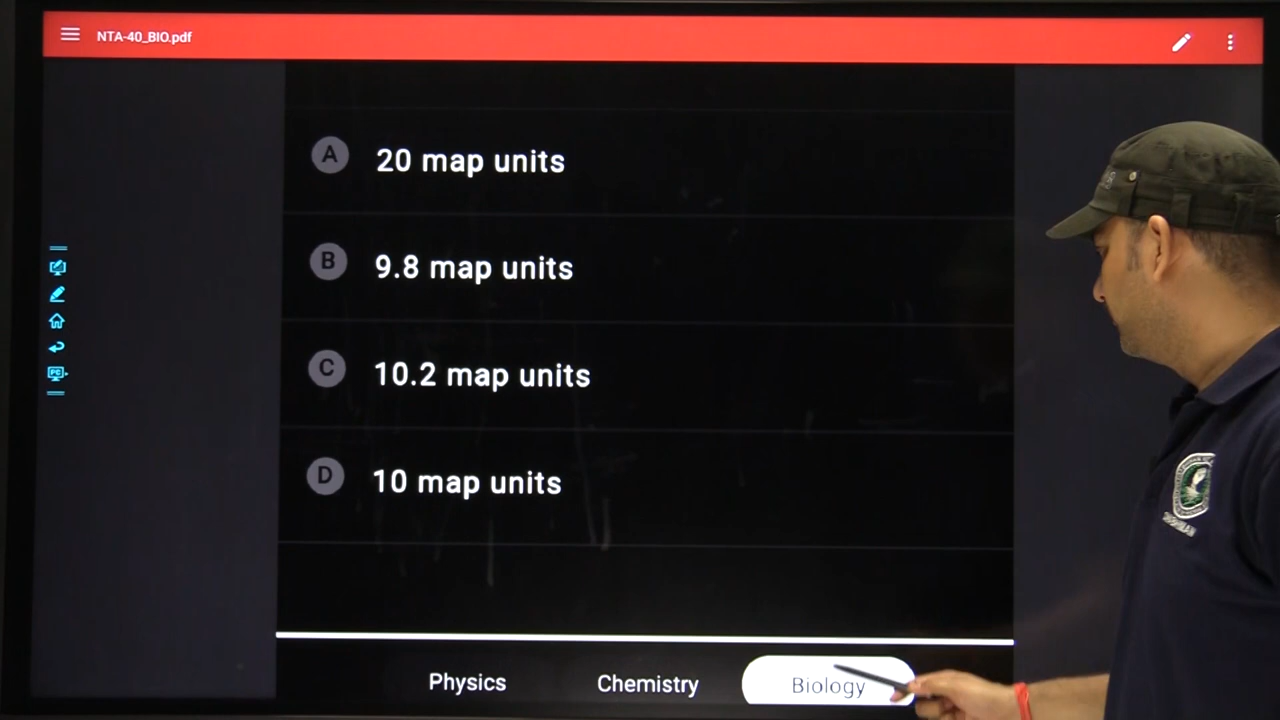 NTA-40_BIO.pdf
A 20 map units
B 9.8 map units
C 10.2 map units
D 10 map units
PC
Physics Chemistry Biology